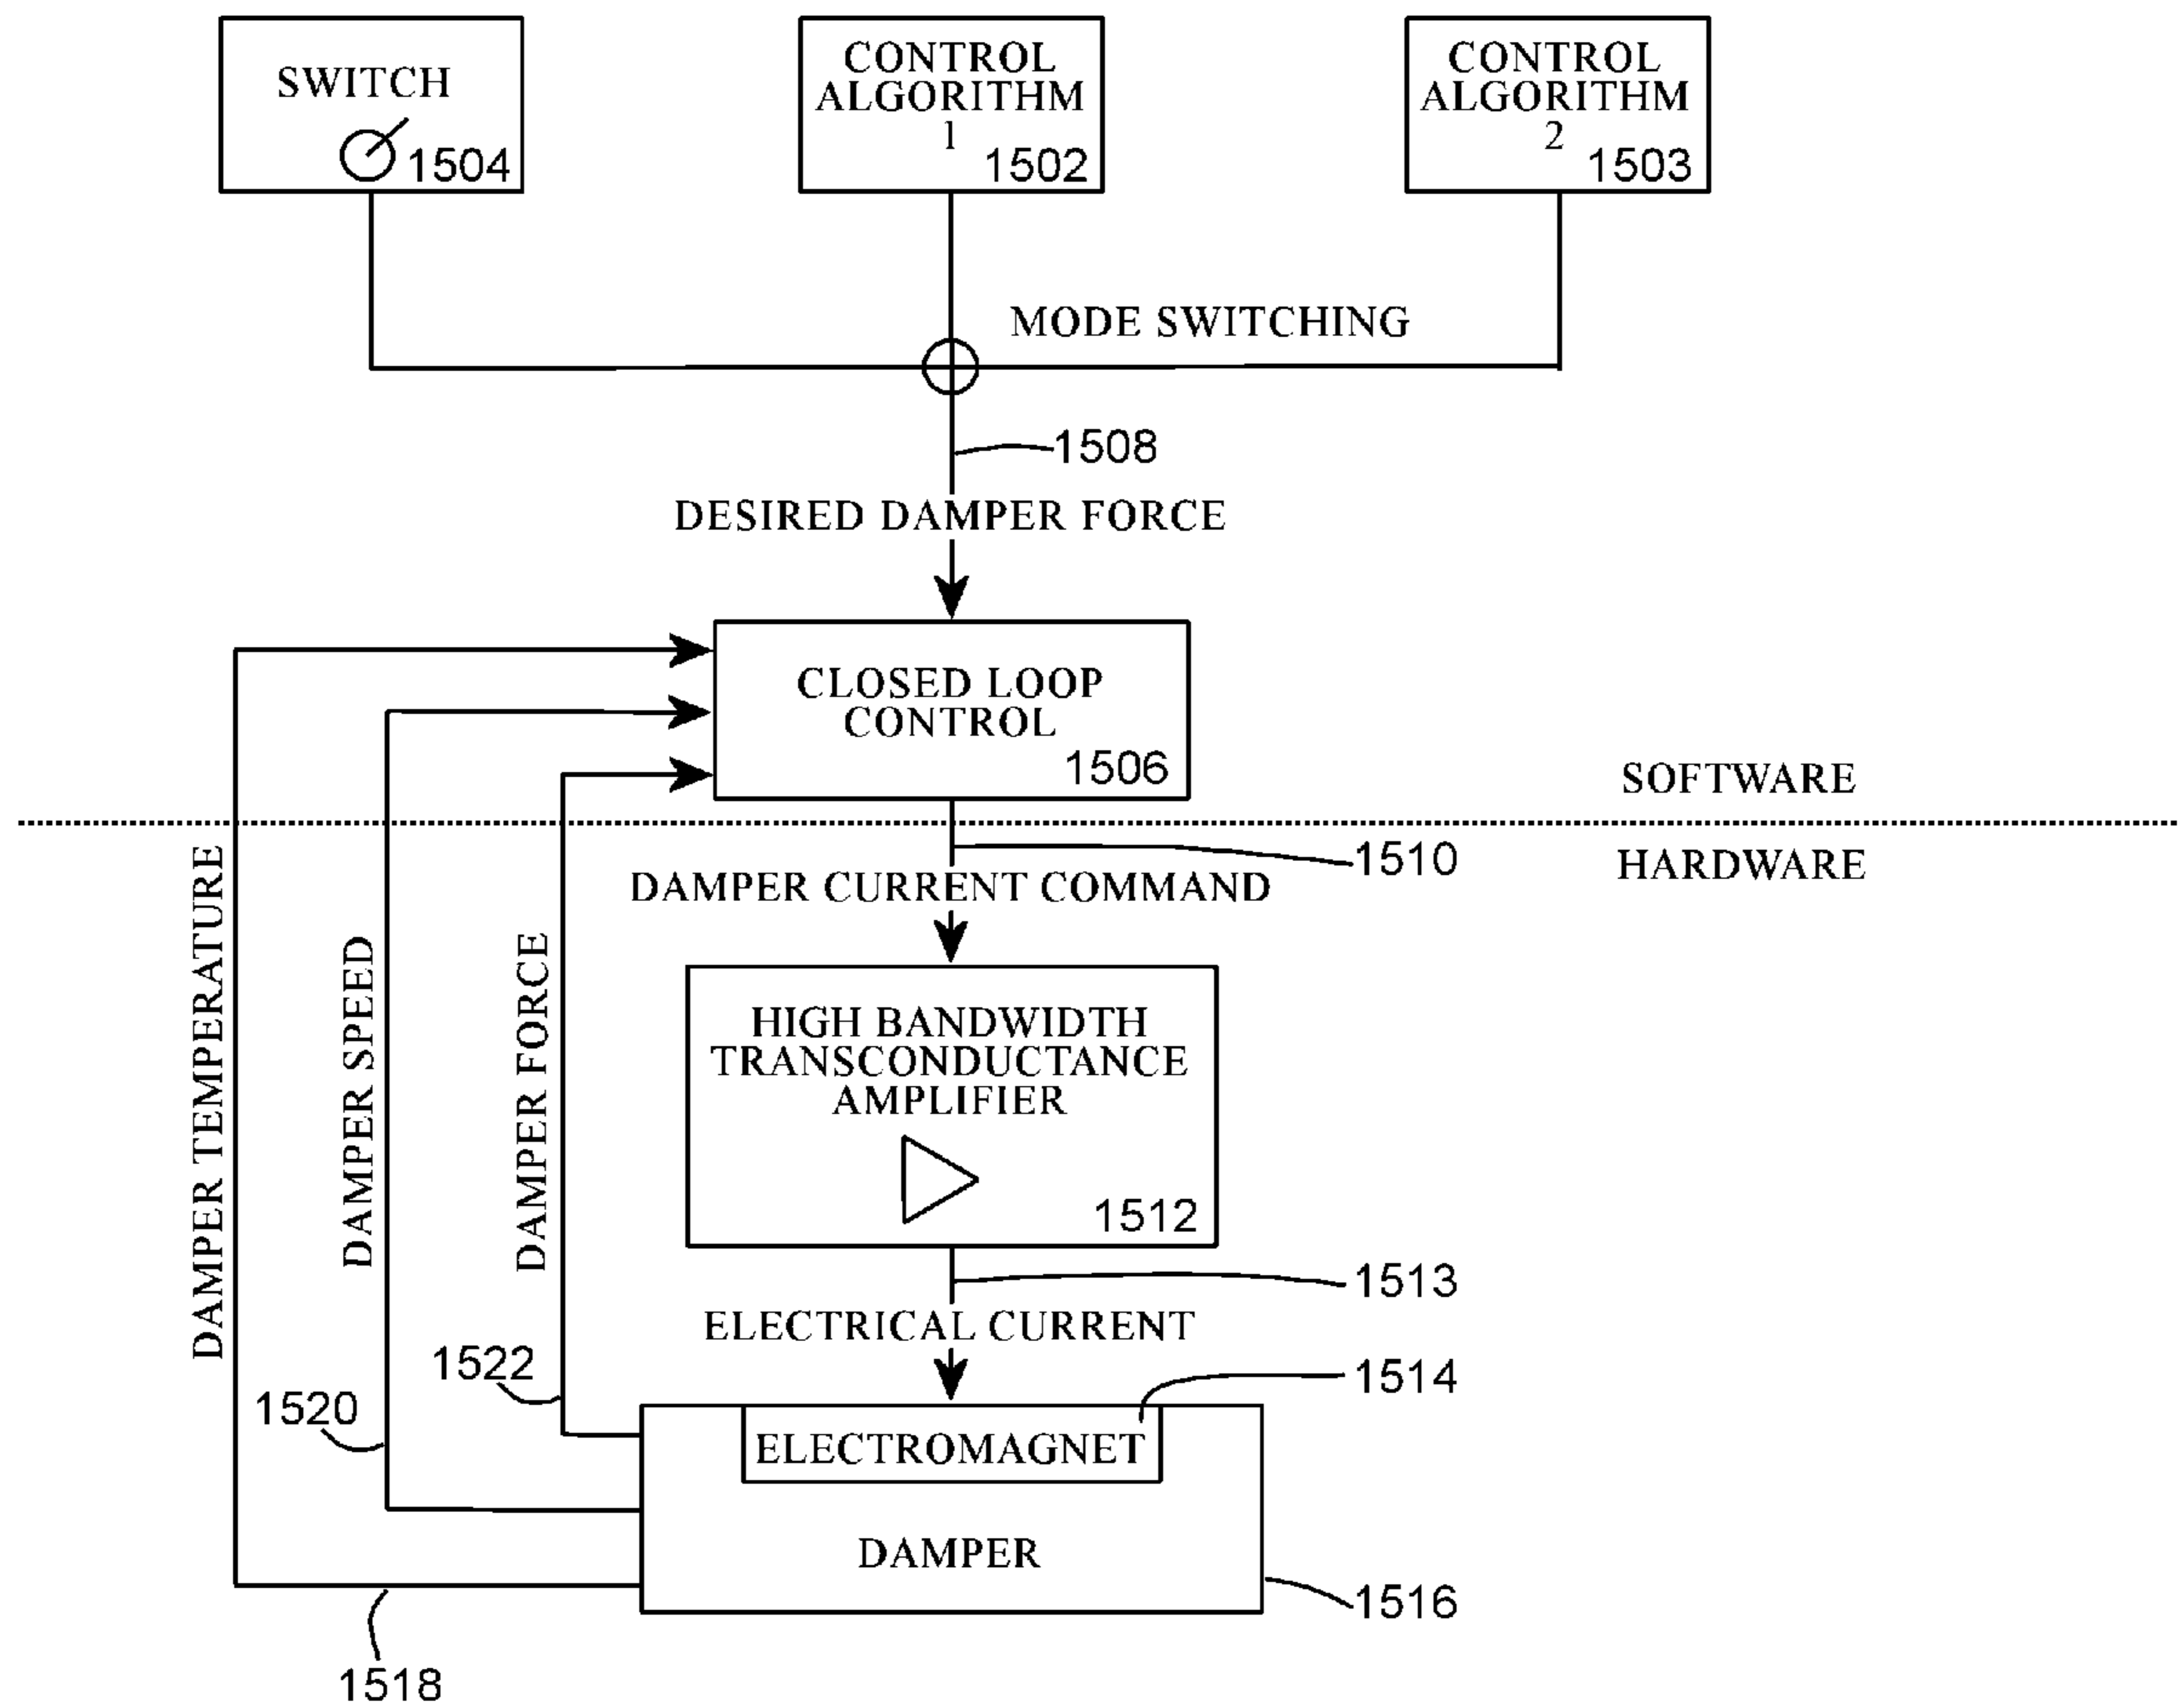 SWITCH
1504
CONTROL
ALGORITHM
1
1502
CONTROL
ALGORITHM
2
1503
MODE SWITCHING
1508
DESIRED DAMPER FORCE
CLOSED LOOP
CONTROL
1506
SOFTWARE
HARDWARE
1510
DAMPER CURRENT COMMAND
DAMPER TEMPERATURE
DAMPER SPEED
DAMPER FORCE
HIGH BANDWIDTH
TRANSCONDUCTANCE
AMPLIFIER
1512
1513
ELECTRICAL CURRENT
1522
1514
1520
ELECTROMAGNET
DAMPER
1516
1518